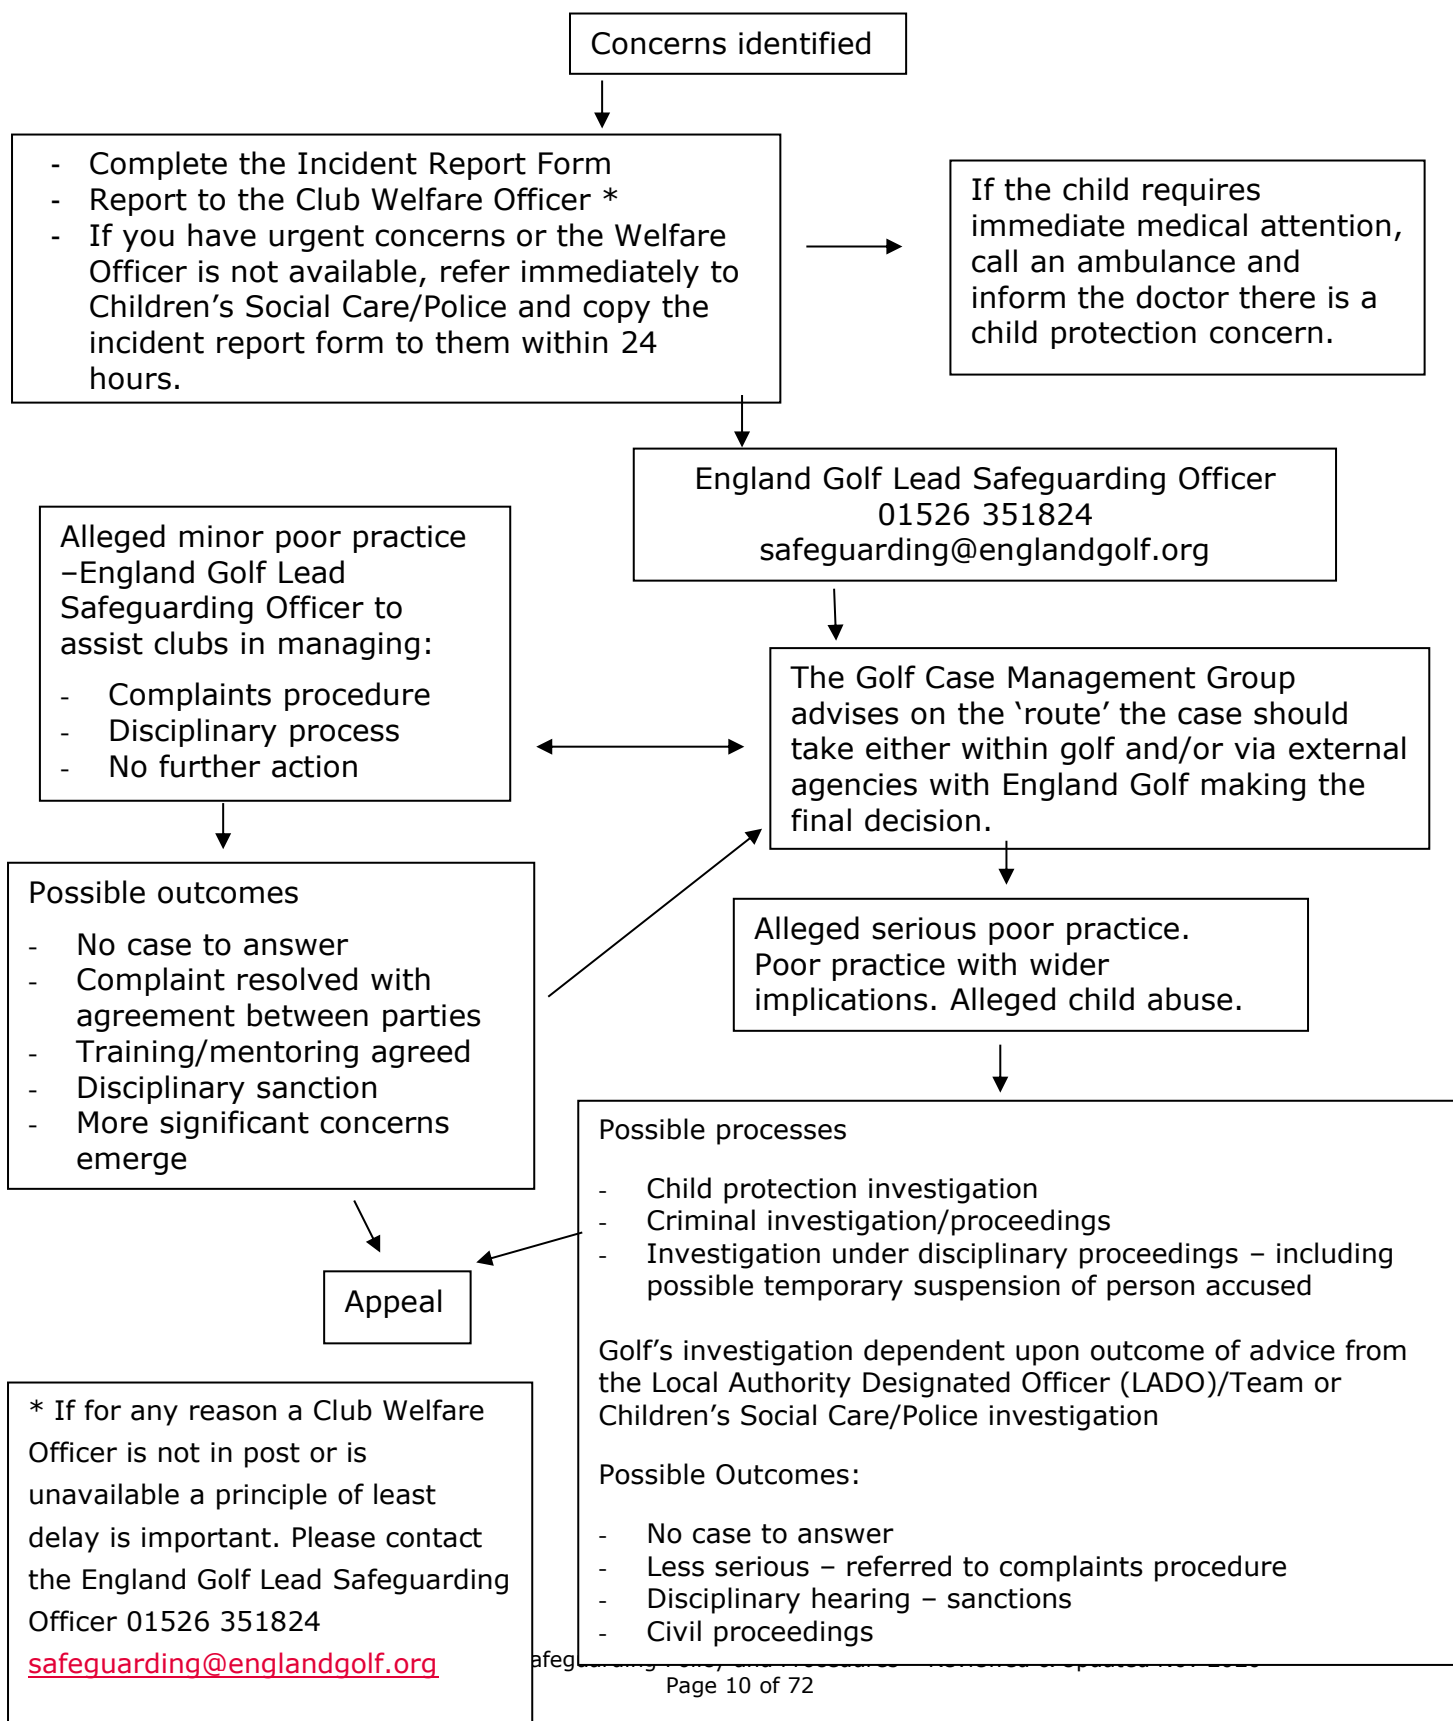 Concerns identified
- Complete the Incident Report Form
- Report to the Club Welfare Officer *
- If you have urgent concerns or the Welfare
Officer is not available, refer immediately to
Children’s Social Care/Police and copy the
incident report form to them within 24
hours.
If the child requires
immediate medical attention,
call an ambulance and
inform the doctor there is a
child protection concern.
England Golf Lead Safeguarding Officer
01526 351824
safeguarding@englandgolf.org
Alleged minor poor practice
–England Golf Lead
Safeguarding Officer to
assist clubs in managing:
- Complaints procedure
- Disciplinary process
- No further action
The Golf Case Management Group
advises on the ‘route’ the case should
take either within golf and/or via external
agencies with England Golf making the
final decision.
Possible outcomes
- No case to answer
- Complaint resolved with
agreement between parties
- Training/mentoring agreed
- Disciplinary sanction
- More significant concerns
emerge
Alleged serious poor practice.
Poor practice with wider
implications. Alleged child abuse.
Possible processes
- Child protection investigation
- Criminal investigation/proceedings
- Investigation under disciplinary proceedings – including
possible temporary suspension of person accused
Golf’s investigation dependent upon outcome of advice from
the Local Authority Designated Officer (LADO)/Team or
Children’s Social Care/Police investigation
Possible Outcomes:
- No case to answer
- Less serious – referred to complaints procedure
- Disciplinary hearing – sanctions
- Civil proceedings
Appeal
* If for any reason a Club Welfare
Officer is not in post or is
unavailable a principle of least
delay is important. Please contact
the England Golf Lead Safeguarding
Officer 01526 351824
safeguarding@englandgolf.org
Page 10 of 72